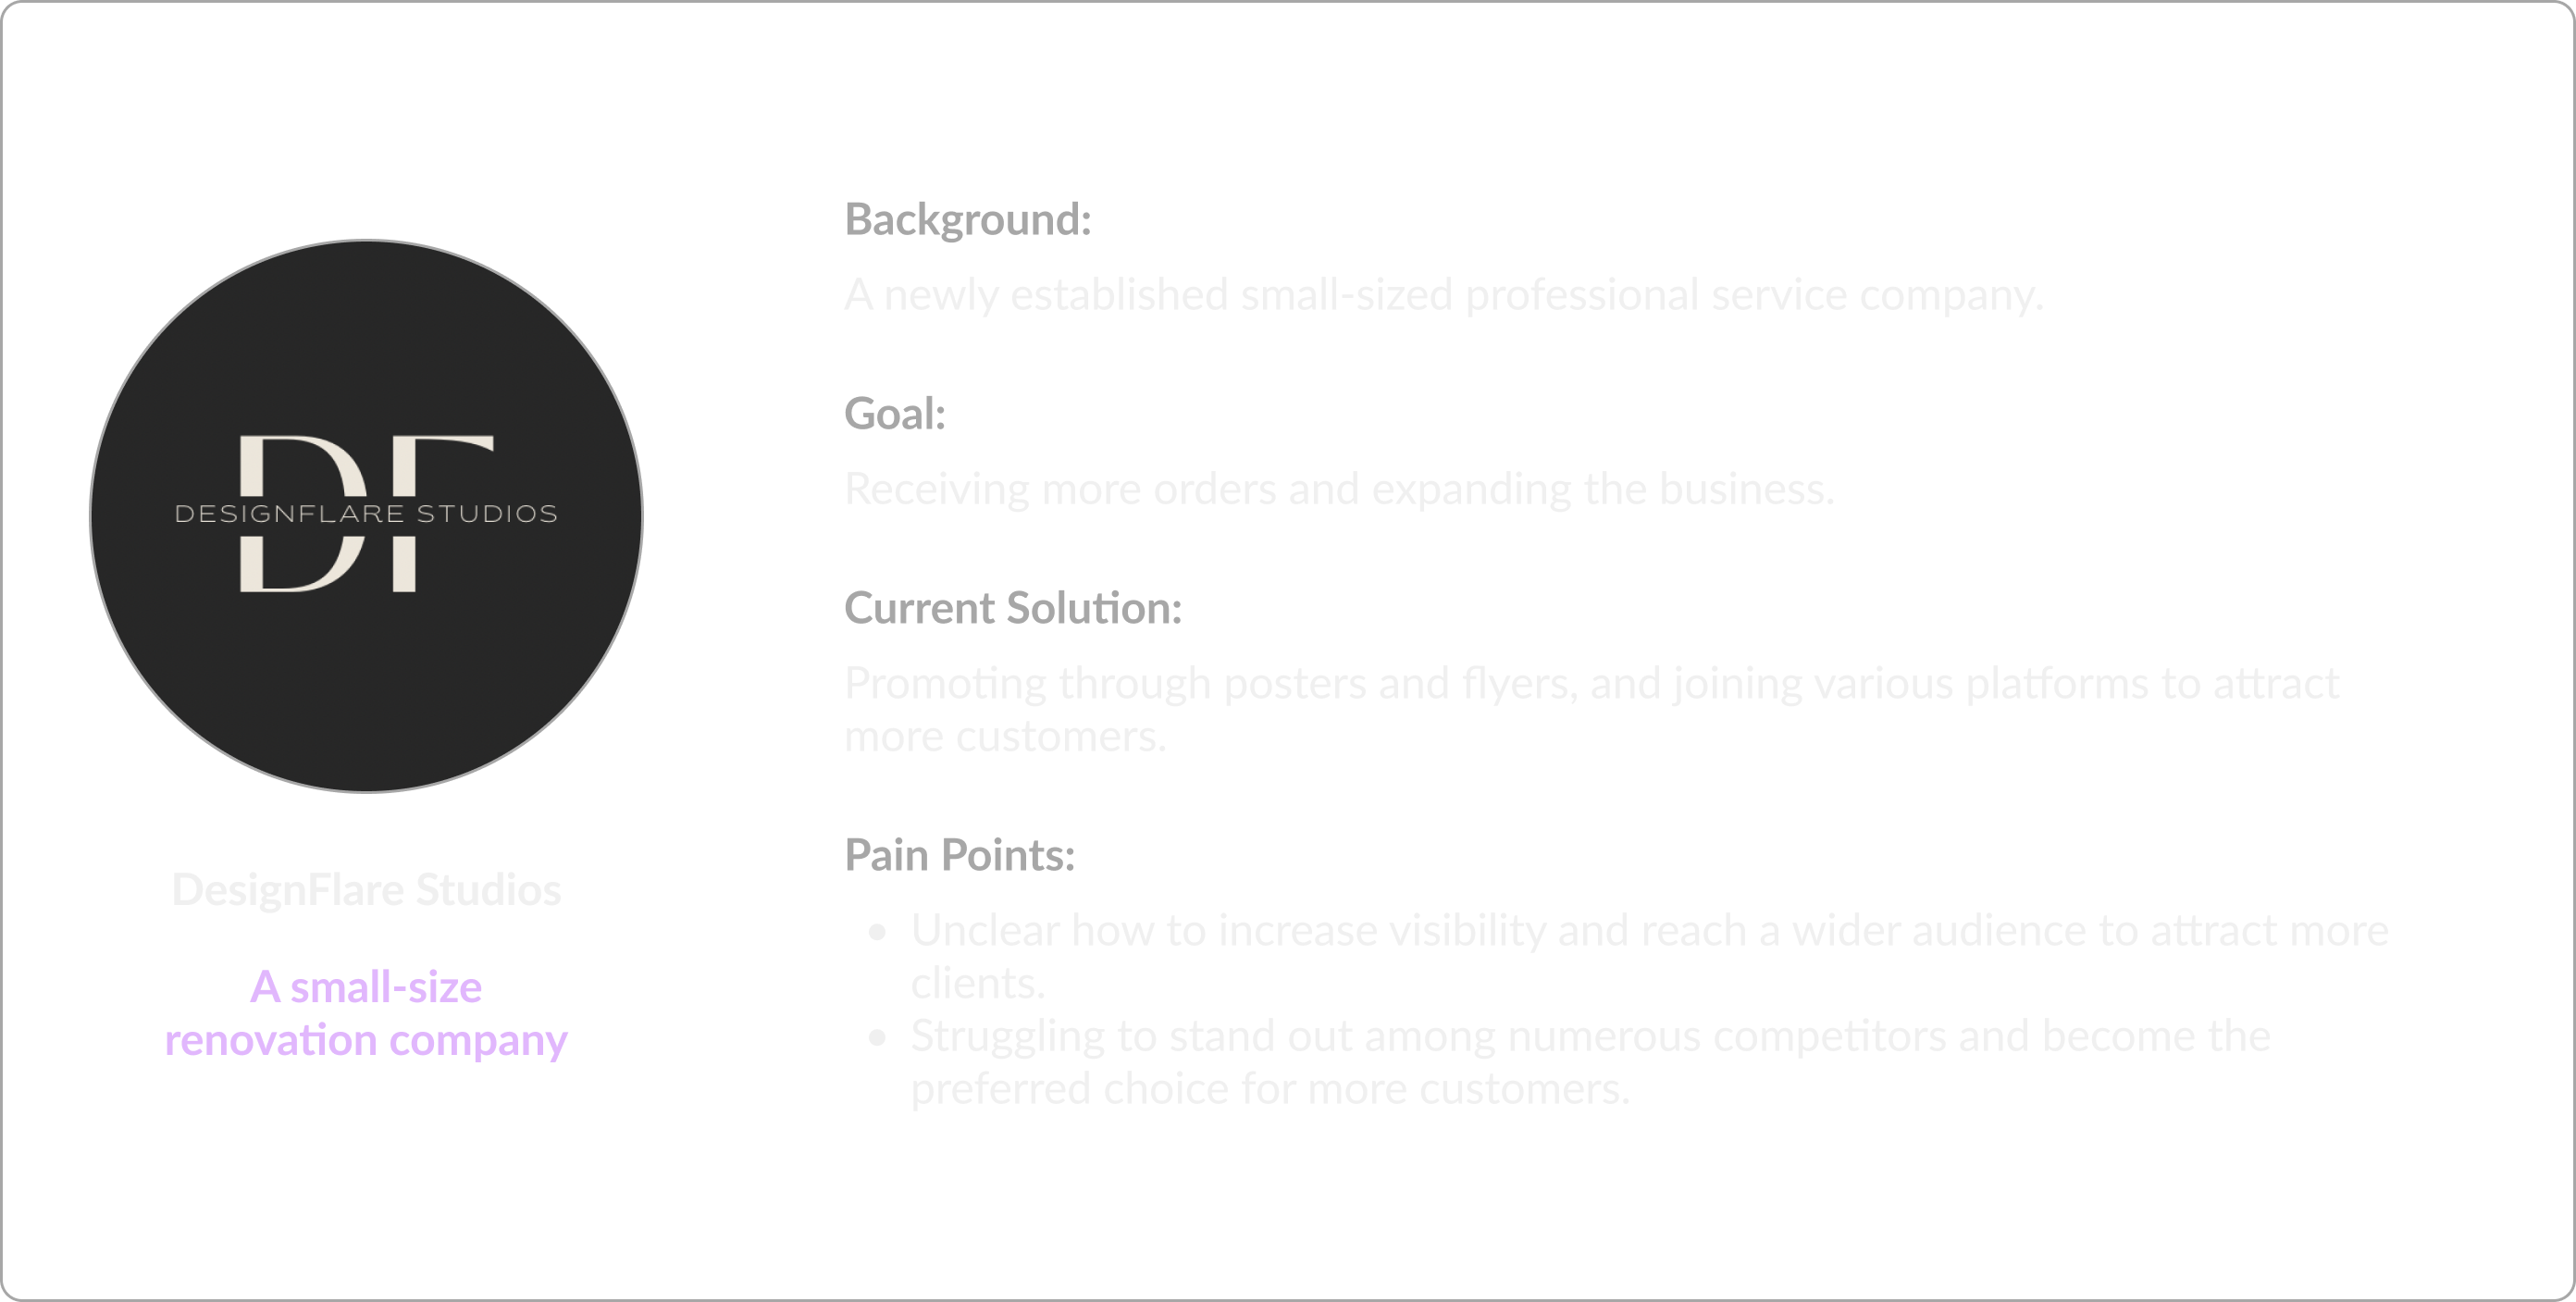 DF
DESIGNFLARE STUDIOS
DesignFlare Studios
A small-size
renovation company
Background:
A newly established small-sized professional service company.
Goal:
Receiving more orders and expanding the business.
Current Solution:
Promoting through posters and flyers, and joining various platforms to attract
more customers.
Pain Points:
• Unclear how to increase visibility and reach a wider audience to attract more
clients.
• Struggling to stand out among numerous competitors and become the
preferred choice for more customers.